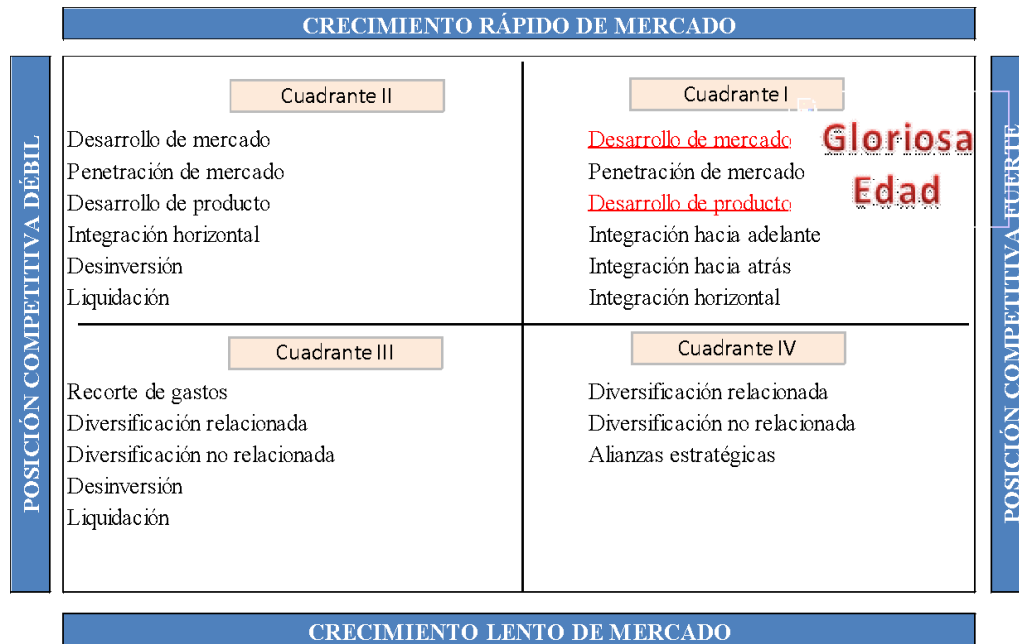 CRECIMIENTO RÁPIDO DE MERCADO
POSICIÓN COMPETITIVA DÉBIL
Cuadrante II
Desarrollo de mercado
Penetración de mercado
Desarrollo de producto
Integración horizontal
Desinversión
Liquidación
Cuadrante I
Desarrollo de mercado
Penetración de mercado
Desarrollo de producto
Integración hacia adelante
Integración hacia atrás
Integración horizontal
Gloriosa
Edad
POSICIÓN COMPETITIVA FUERTE
Cuadrante III
Recorte de gastos
Diversificación relacionada
Diversificación no relacionada
Desinversión
Liquidación
Cuadrante IV
Diversificación relacionada
Diversificación no relacionada
Alianzas estratégicas
CRECIMIENTO LENTO DE MERCADO